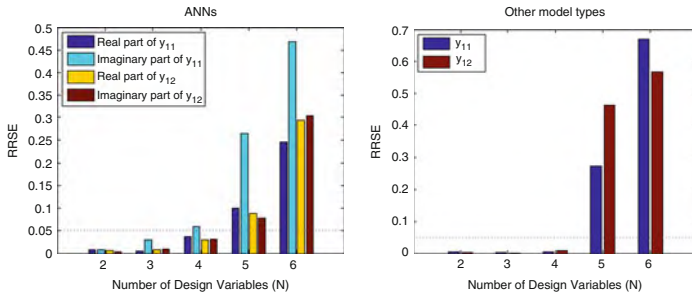 ANNs
0.5
0.45
0.4
0.35
0.3
0.25
0.2
0.15
0.1
0.05
0
RRSE
Real part of y11
Imaginary part of y11
Real part of y12
Imaginary part of y12
2 3 4 5 6
Number of Design Variables (N)
Other model types
0.7
0.6
0.5
0.4
0.3
0.2
0.1
0
RRSE
y11
y12
2 3 4 5 6
Number of Design Variables (N)